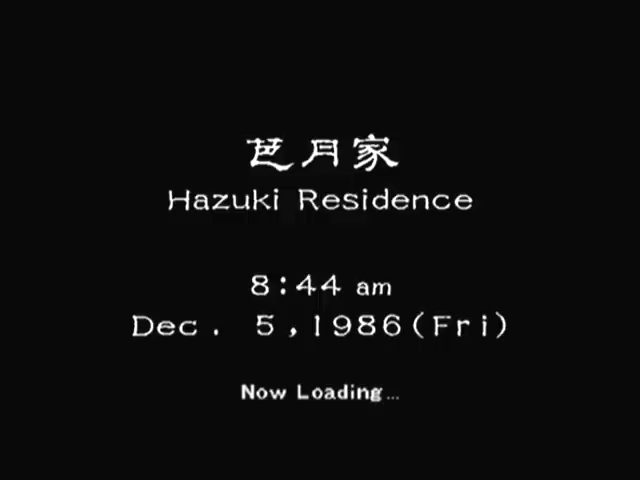 芭月家
Hazuki Residence
8:44 am
Dec. 5,1986(Fri)
Now Loading...